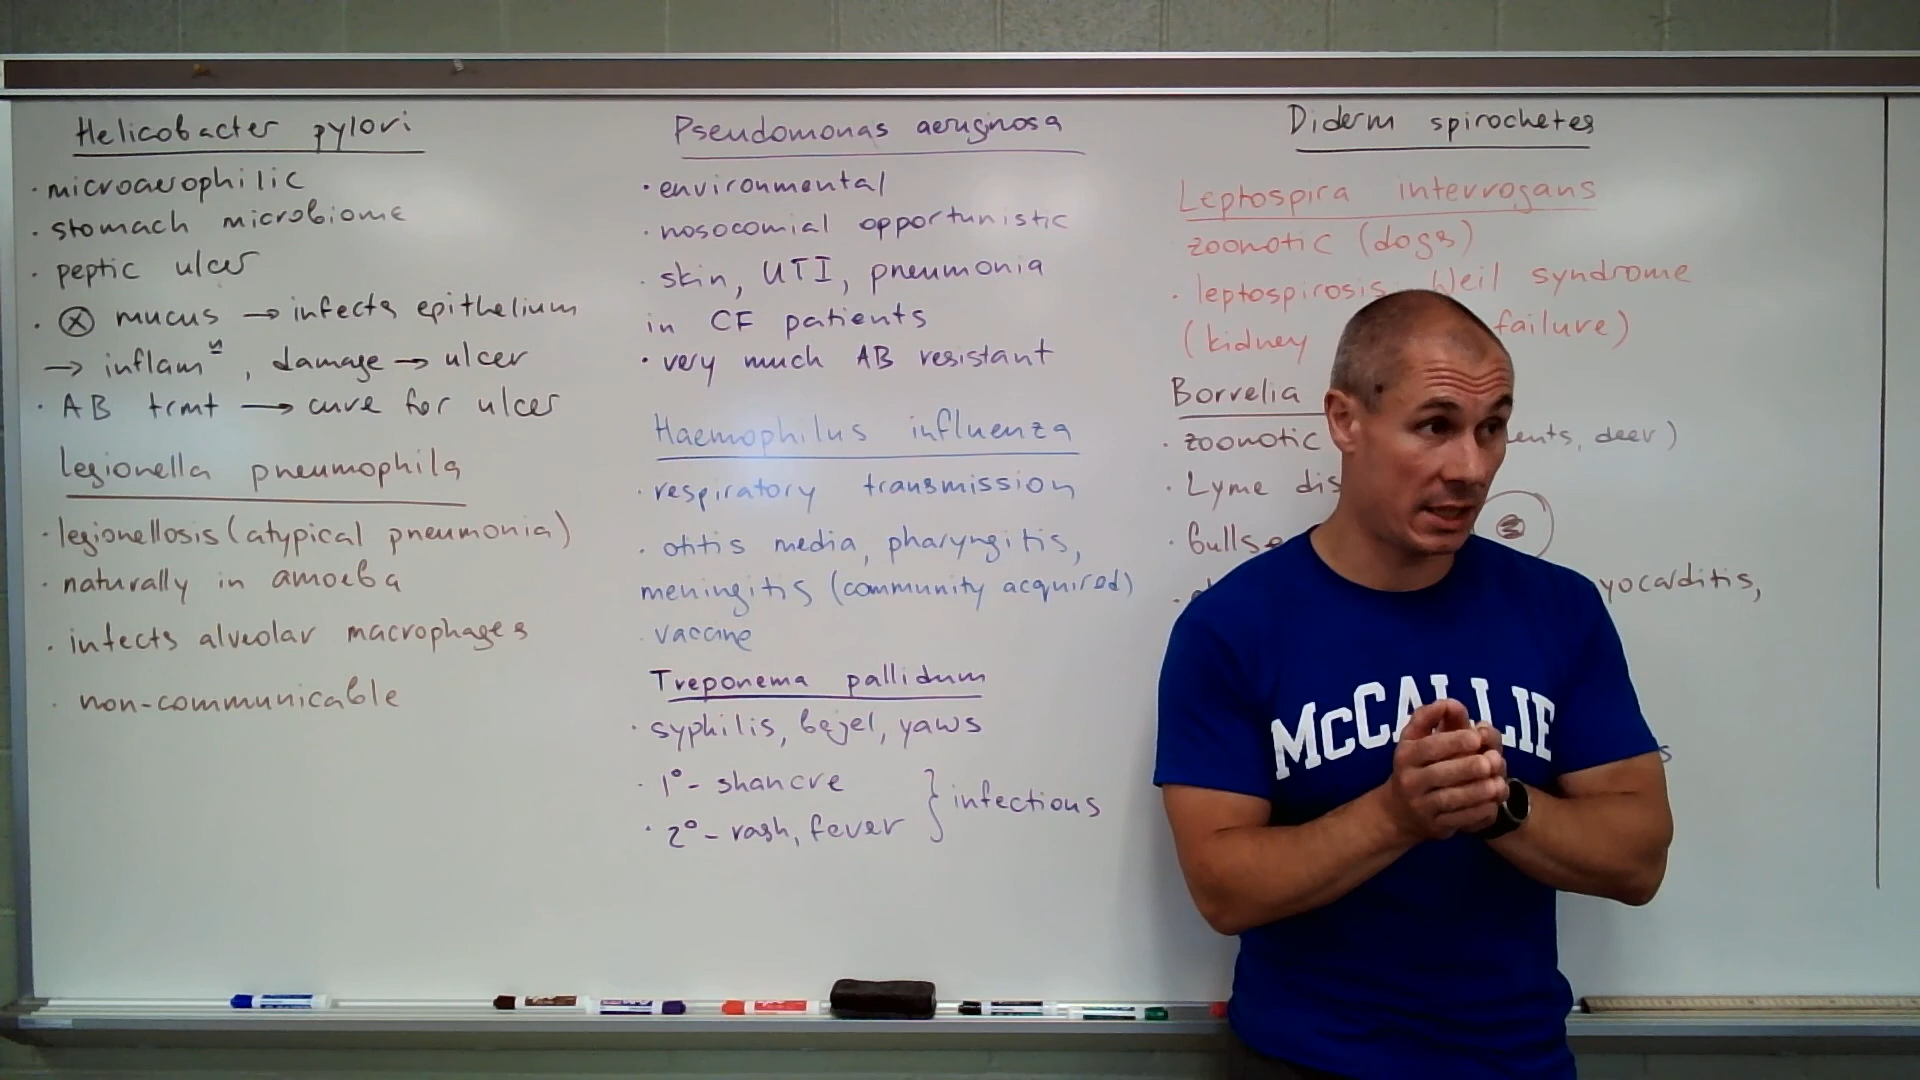 Helicobacter pylori
· microaerophilic
· stomach microbiome
· peptic ulcer
· ⓧ mucus → infects epithelium
→ inflamⁿ, damage → ulcer
· AB trmt → cure for ulcer
Legionella pneumophila
· legionellosis (atypical pneumonia)
· naturally in amoeba
· infects alveolar macrophages
· non-communicable
Pseudomonas aeruginosa
· environmental
· nosocomial opportunistic
· skin, UTI, pneumonia
in CF patients
· very much AB resistant
Haemophilus influenza
· respiratory transmission
· otitis media, pharyngitis,
meningitis (community acquired)
· vaccine
Treponema pallidum
· syphilis, bejel, yaws
· 1° - shancre
· 2° - rash, fever } infectious
Diderm spirochetes
Leptospira interrogans
zoonotic (dogs)
· leptospirosis Weil syndrome
(kidney failure)
Borrelia
· zoonotic deer)
· Lyme
McCALLIE